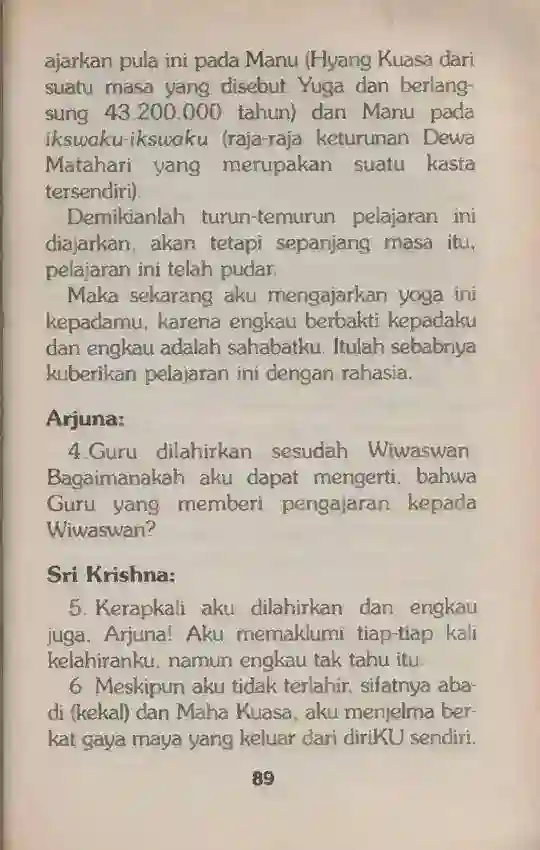 ajarkan pula ini pada Manu (Hyang Kuasa dari
suatu masa yang disebut Yuga dan berlang-
sung 43.200.000 tahun) dan Manu pada
ikswaku-ikswaku (raja-raja keturunan Dewa
Matahari yang merupakan suatu kasta
tersendiri).
Demikianlah turun-temurun pelajaran ini
diajarkan, akan tetapi sepanjang masa itu,
pelajaran ini telah pudar.
Maka sekarang aku mengajarkan yoga ini
kepadamu, karena engkau berbakti kepadaku
dan engkau adalah sahabatku. Itulah sebabnya
kuberikan pelajaran ini dengan rahasia.
Arjuna:
4. Guru dilahirkan sesudah Wiwaswan.
Bagaimanakah aku dapat mengerti, bahwa
Guru yang memberi pengajaran kepada
Wiwaswan?
Sri Krishna:
5. Kerapkali aku dilahirkan dan engkau
juga, Arjuna! Aku memaklumi tiap-tiap kali
kelahiranku, namun engkau tak tahu itu.
6 Meskipun aku tidak terlahir, sifatnya aba-
di (kekal) dan Maha Kuasa, aku menjelma ber-
kat gaya maya yang keluar dari diriKU sendiri.
89